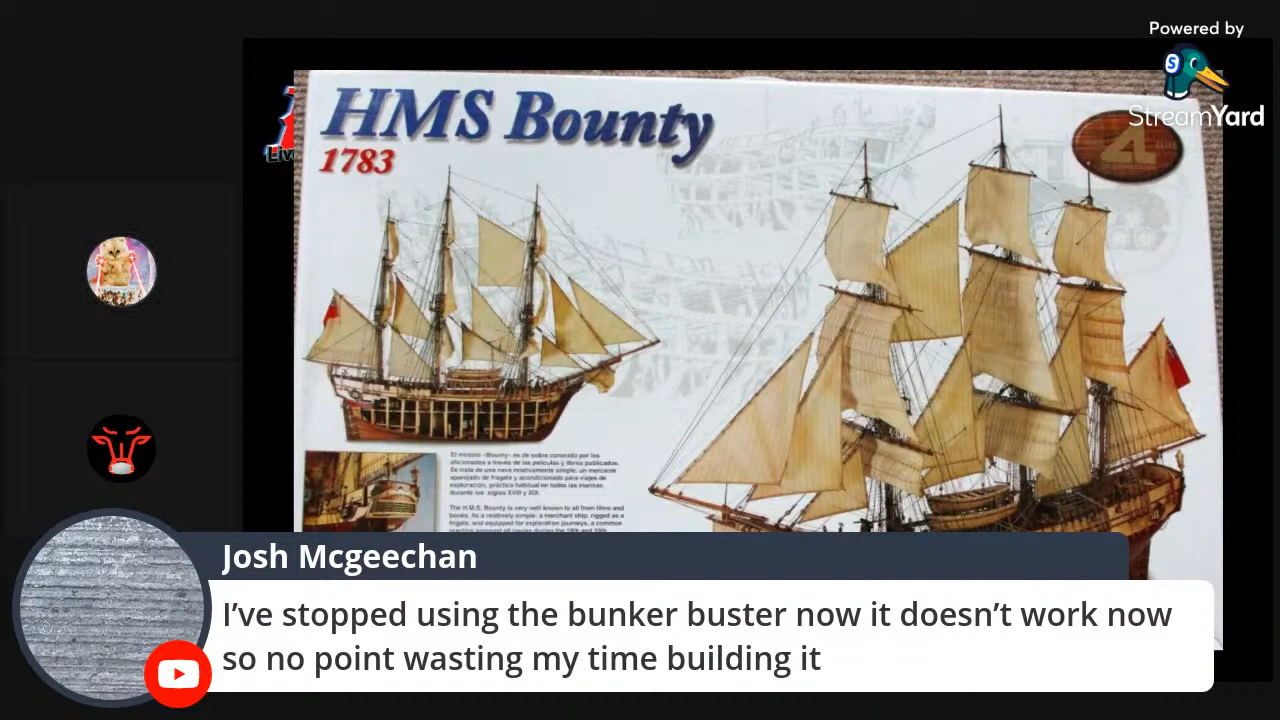 Powered by
StreamYard
HMS Bounty
1783
4
El modelo «Bounty» es de sobra conocido por los
aficionados a través de las películas y libros publicados.
Se trata de una nave relativamente simple: un mercante
aparejado de fragata y acondicionado para viajes de
exploración, práctica habitual en todas las marinas
durante los siglos XVIII y XIX.
The H.M.S. Bounty is very well known to all from films and
books. Its a relatively simple: a merchant ship, rigged as a
frigate, and equipped for exploration journeys, a common
Josh Mcgeechan
I’ve stopped using the bunker buster now it doesn’t work now
so no point wasting my time building it